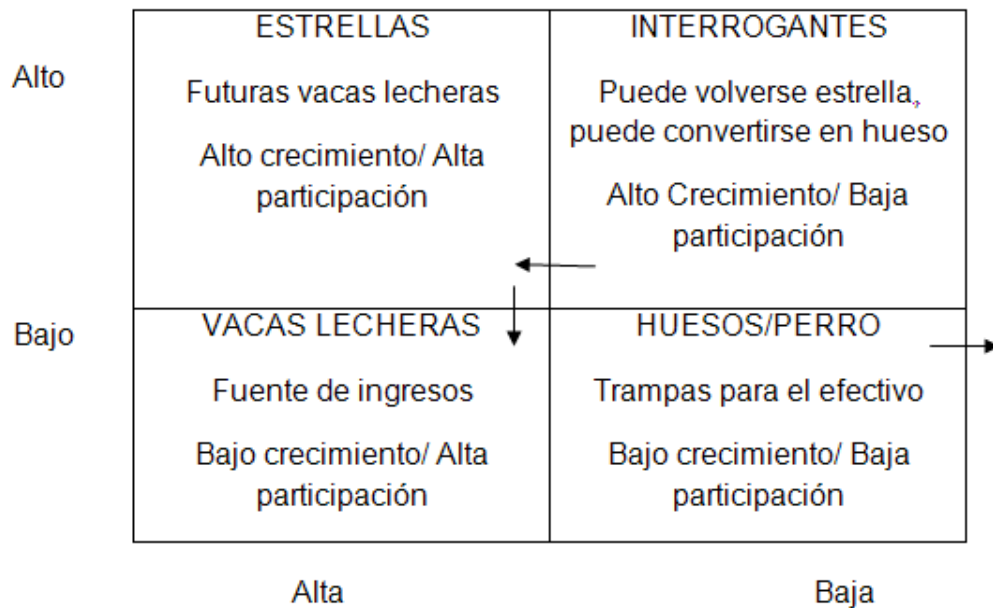 Alto
ESTRELLAS
Futuras vacas lecheras
Alto crecimiento/ Alta
participación
INTERROGANTES
Puede volverse estrella,
puede convertirse en hueso
Alto Crecimiento/ Baja
participación
Bajo
VACAS LECHERAS
Fuente de ingresos
Bajo crecimiento/ Alta
participación
HUESOS/PERRO
Trampas para el efectivo
Bajo crecimiento/ Baja
participación
Alta
Baja